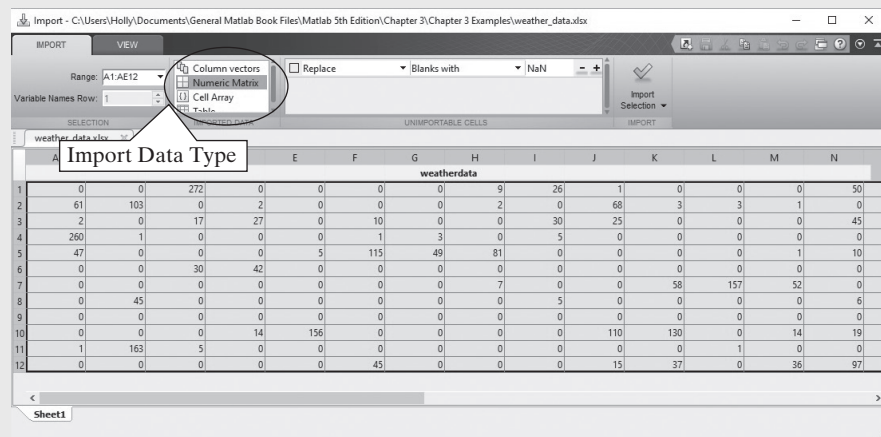 Import - C:\Users\Holly\Documents\General Matlab Book Files\Matlab 5th Edition\Chapter 3\Chapter 3 Examples\weather_data.xlsx
IMPORT VIEW
Range: A1:AE12
Variable Names Row: 1
Column vectors
Numeric Matrix
Cell Array
Replace Blanks with NaN - +
Import
Selection
SELECTION IMPORTED DATA UNIMPORTABLE CELLS IMPORT
weather_data.xlsx
Import Data Type
A E F G H I J K L M N
weatherdata
1 0 0 272 0 0 0 0 9 26 1 0 0 0 50
2 61 103 0 2 0 0 0 2 0 68 3 3 1 0
3 2 0 17 27 0 10 0 0 30 25 0 0 0 45
4 260 1 0 0 0 1 3 0 5 0 0 0 0 0
5 47 0 0 0 5 115 49 81 0 0 0 0 1 10
6 0 0 30 42 0 0 0 0 0 0 0 0 0 0
7 0 0 0 0 0 0 0 7 0 0 58 157 52 0
8 0 45 0 0 0 0 0 0 5 0 0 0 0 6
9 0 0 0 0 0 0 0 0 0 0 0 0 0 0
10 0 0 0 14 156 0 0 0 0 110 130 0 14 19
11 1 163 5 0 0 0 0 0 0 0 0 1 0 0
12 0 0 0 0 0 45 0 0 0 15 37 0 36 97
Sheet1